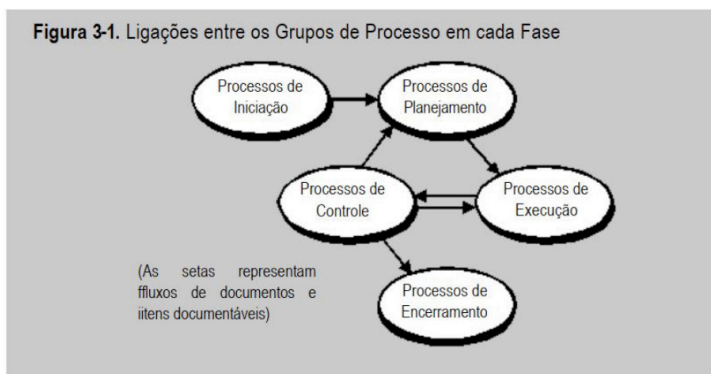 Figura 3-1. Ligações entre os Grupos de Processo em cada Fase
Processos de
Iniciação
Processos de
Planejamento
Processos de
Controle
Processos de
Execução
(As setas representam
ffluxos de documentos e
iitens documentáveis)
Processos de
Encerramento